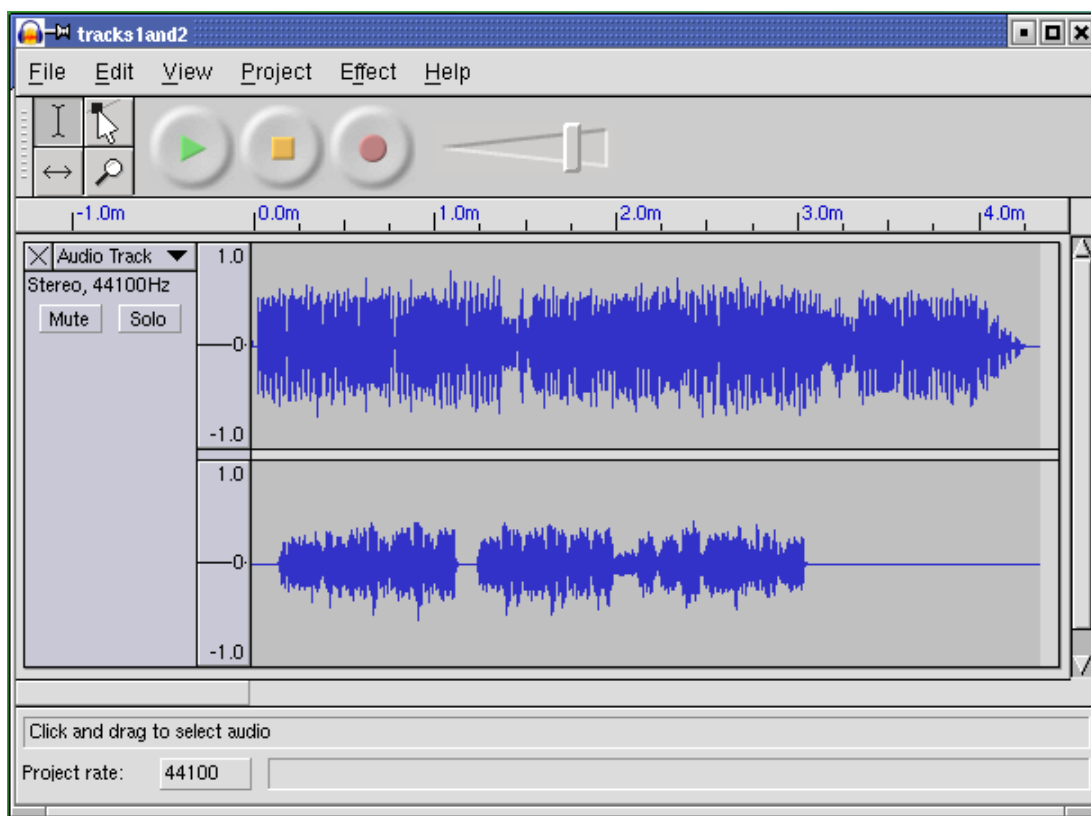 tracks1and2
File Edit View Project Effect Help
-1.0m 0.0m 1.0m 2.0m 3.0m 4.0m
Audio Track 1.0
Stereo, 44100Hz
Mute Solo
0
-1.0
1.0
0
-1.0
Click and drag to select audio
Project rate: 44100